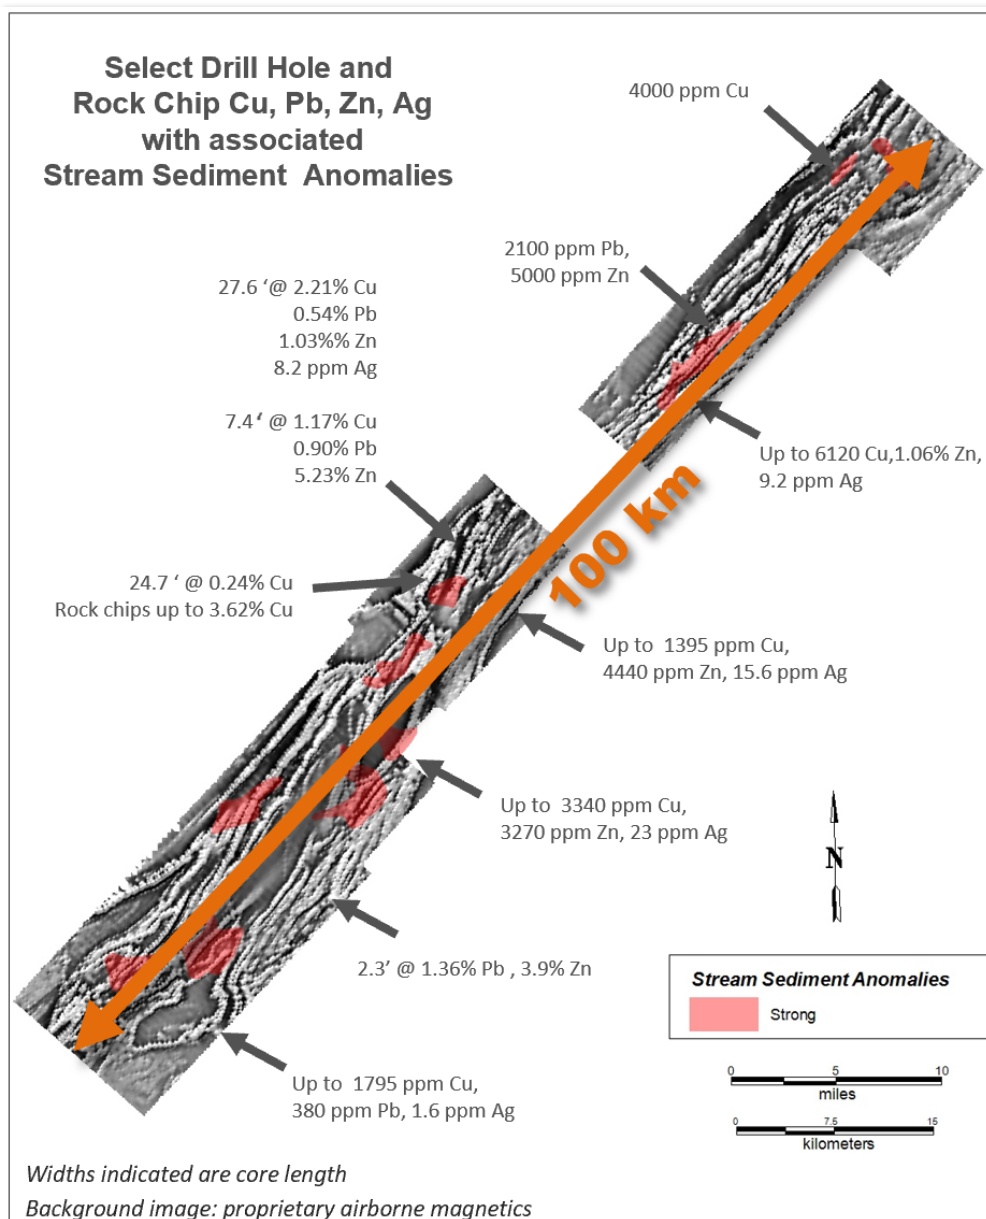 Select Drill Hole and
Rock Chip Cu, Pb, Zn, Ag
with associated
Stream Sediment Anomalies
4000 ppm Cu
2100 ppm Pb,
5000 ppm Zn
27.6 ‘@ 2.21% Cu
0.54% Pb
1.03%% Zn
8.2 ppm Ag
7.4‘ @ 1.17% Cu
0.90% Pb
5.23% Zn
Up to 6120 Cu,1.06% Zn,
9.2 ppm Ag
100 km
24.7 ‘ @ 0.24% Cu
Rock chips up to 3.62% Cu
Up to 1395 ppm Cu,
4440 ppm Zn, 15.6 ppm Ag
Up to 3340 ppm Cu,
3270 ppm Zn, 23 ppm Ag
N
2.3’ @ 1.36% Pb , 3.9% Zn
Stream Sediment Anomalies
Strong
0 5 10
miles
0 7.5 15
kilometers
Up to 1795 ppm Cu,
380 ppm Pb, 1.6 ppm Ag
Widths indicated are core length
Background image: proprietary airborne magnetics